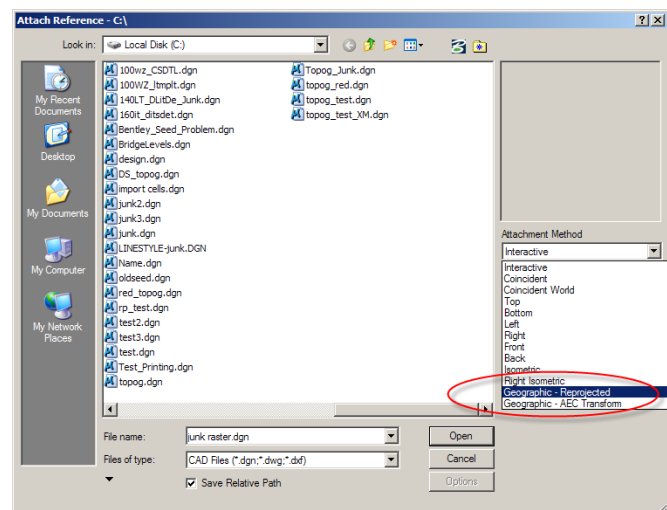 Attach Reference - C:\
Look in:
Local Disk (C:)
My Recent
Documents
Desktop
My Documents
My Computer
My Network
Places
100wz_CSDTL.dgn
100WZ_ltmplt.dgn
140LT_DLitDe_Junk.dgn
160it_ditsdet.dgn
Bentley_Seed_Problem.dgn
BridgeLevels.dgn
design.dgn
DS_topog.dgn
import cells.dgn
junk2.dgn
junk3.dgn
junk.dgn
LINESTYLE-junk.DGN
Name.dgn
oldseed.dgn
red_topog.dgn
rp_test.dgn
test2.dgn
test3.dgn
test.dgn
Test_Printing.dgn
topog.dgn
Topog_Junk.dgn
topog_red.dgn
topog_test.dgn
topog_test_XM.dgn
Attachment Method
Interactive
Interactive
Coincident
Coincident World
Top
Bottom
Left
Right
Front
Back
Isometric
Right Isometric
Geographic - Reprojected
Geographic - AEC Transform
File name:
junk raster.dgn
Open
Files of type:
CAD Files (*.dgn;*.dwg;*.dxf)
Cancel
Save Relative Path
Options